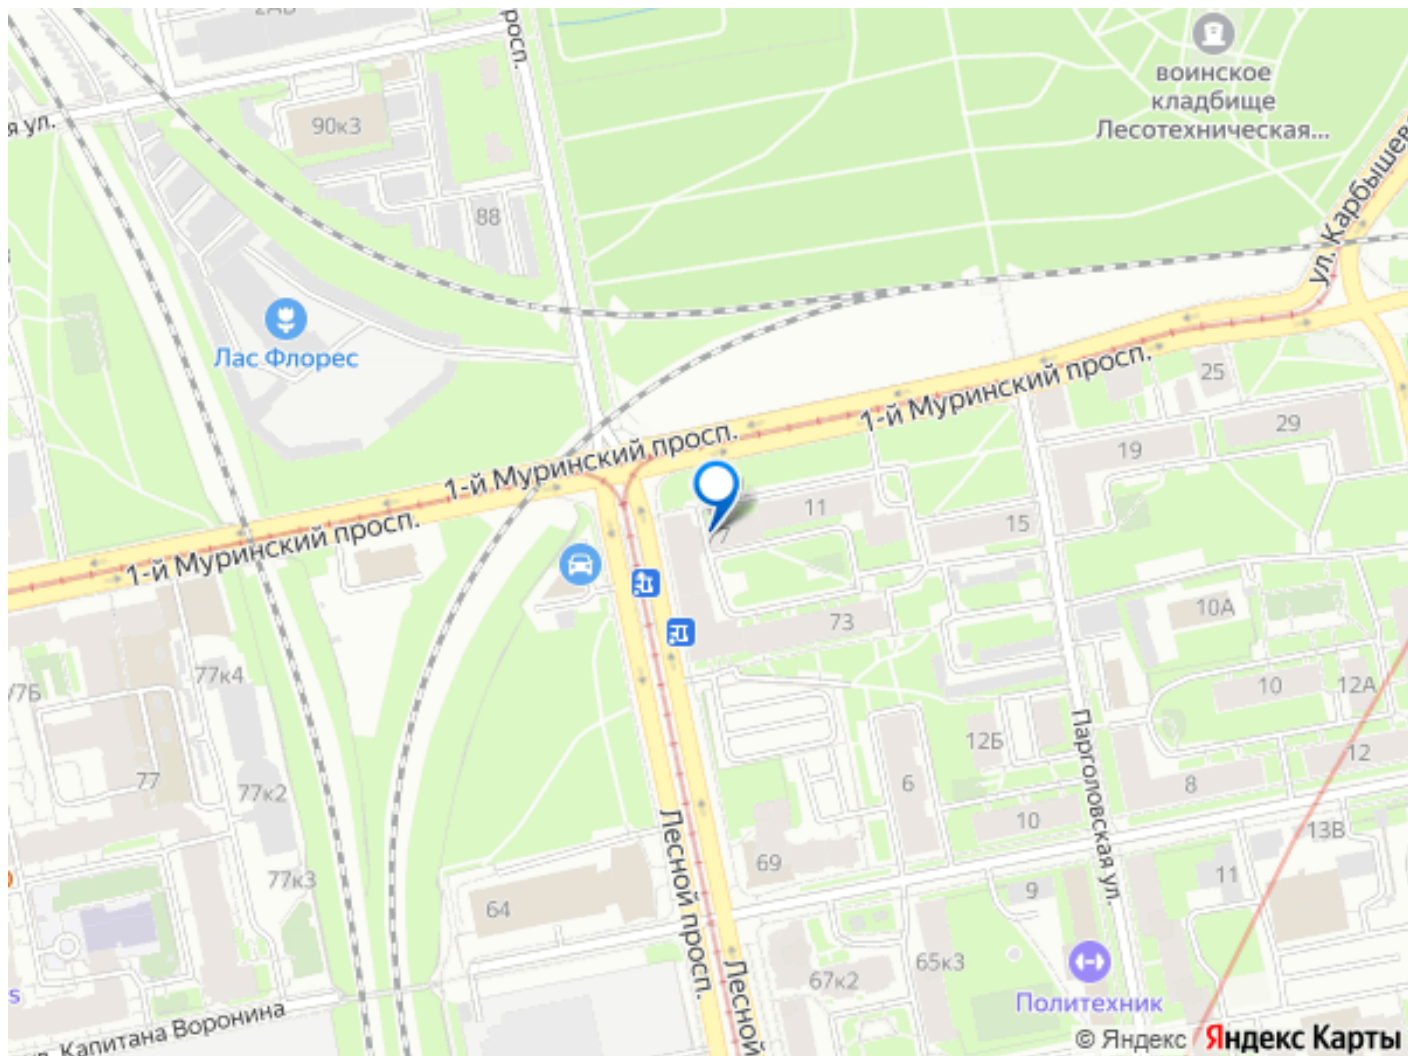 воинское
кладбище
Лесотехническая...
90к3
88
Лас Флорес
ул. Карбышева
1-й Муринский просп.
1-й Муринский просп.
1-й Муринский просп.
25
29
19
11
15
7
73
10А
77к4
77Б
10
12А
12Б
12
77
77к2
6
8
Парголовская ул.
10
13В
69
77к3
64
9
11
Лесной просп.
Лесной
65к3
67к2
Политехник
ул. Капитана Воронина
© Яндекс Яндекс Карты